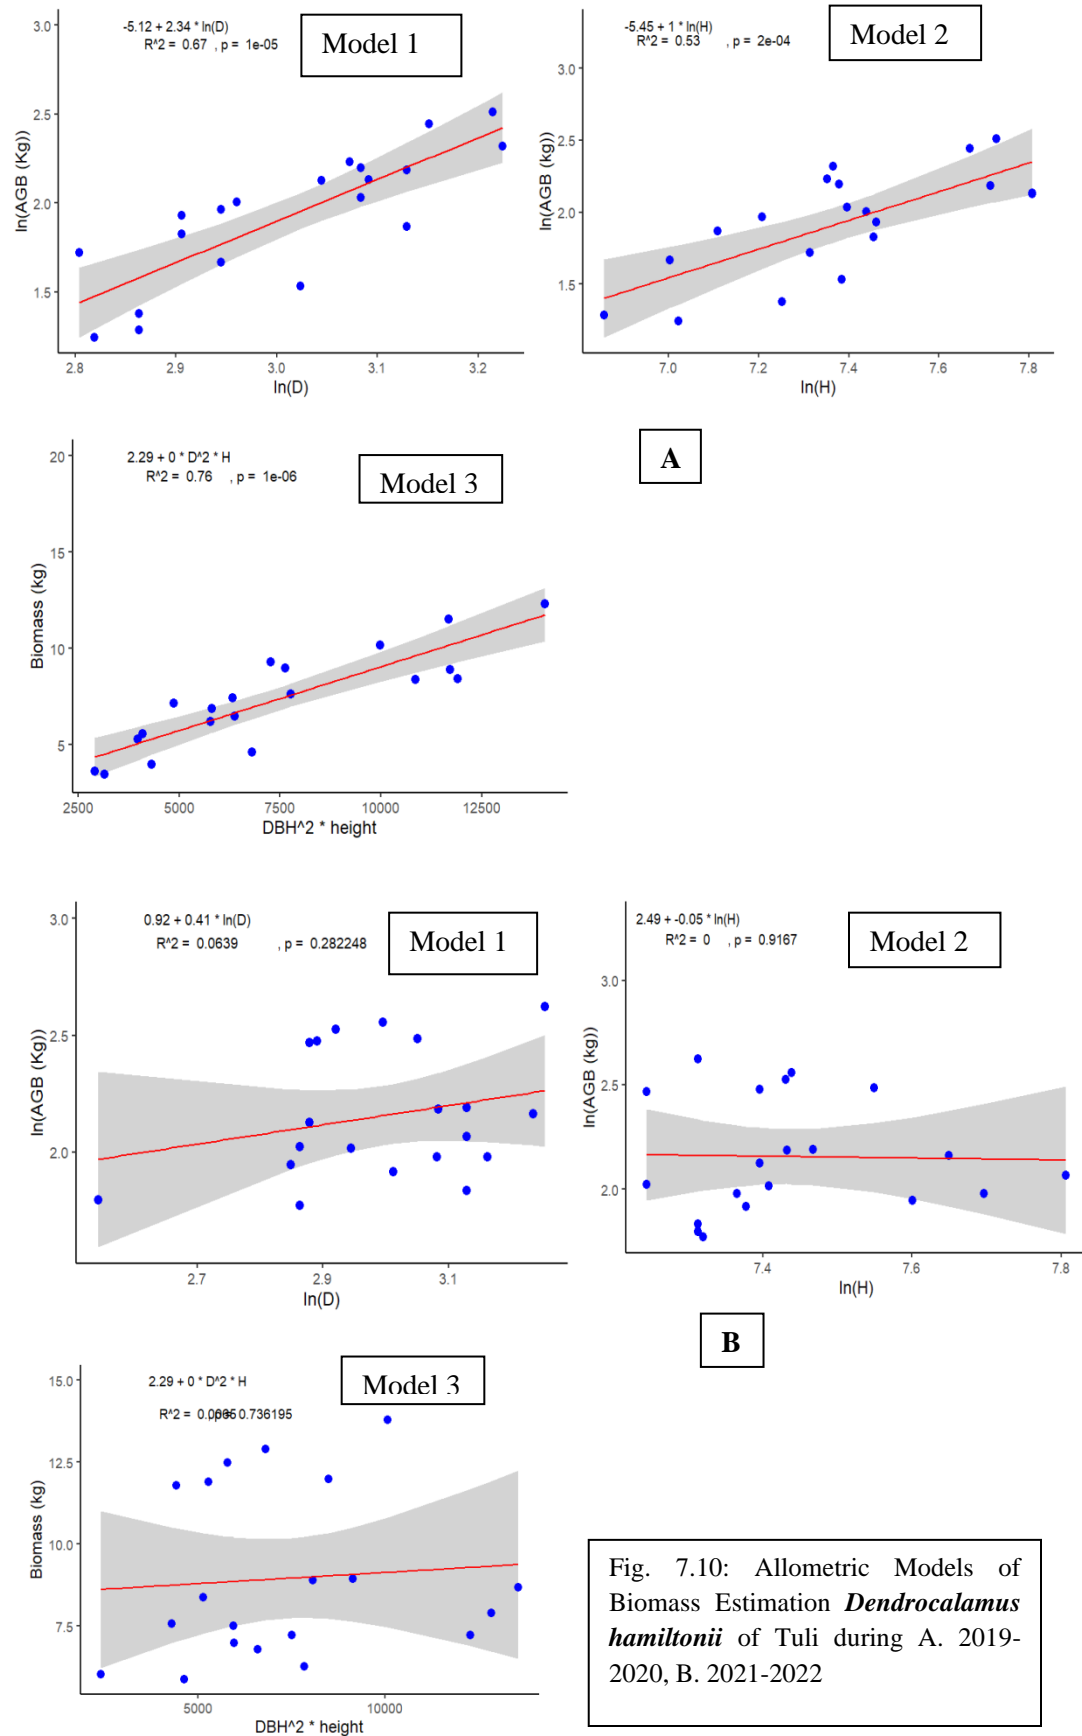 -5.12 + 2.34 * ln(D)
R^2 = 0.67 , p = 1e-05
Model 1
3.0
2.5
2.0
1.5
ln(AGB (Kg))
2.8 2.9 3.0 3.1 3.2
ln(D)
-5.45 + 1 * ln(H)
R^2 = 0.53 , p = 2e-04
Model 2
3.0
2.5
2.0
1.5
ln(AGB (kg))
7.0 7.2 7.4 7.6 7.8
ln(H)
A
2.29 + 0 * D^2 * H
R^2 = 0.76 , p = 1e-06
Model 3
20
15
10
5
Biomass (kg)
2500 5000 7500 10000 12500
DBH^2 * height
0.92 + 0.41 * ln(D)
R^2 = 0.0639 , p = 0.282248
Model 1
3.0
2.5
2.0
ln(AGB (Kg))
2.7 2.9 3.1
ln(D)
2.49 + -0.05 * ln(H)
R^2 = 0 , p = 0.9167
Model 2
3.0
2.5
2.0
ln(AGB (kg))
7.4 7.6 7.8
ln(H)
B
2.29 + 0 * D^2 * H
R^2 = 0.736195
Model 3
15.0
12.5
10.0
7.5
Biomass (kg)
5000 10000
DBH^2 * height
Fig. 7.10: Allometric Models of
Biomass Estimation Dendrocalamus
hamiltonii of Tuli during A. 2019-
2020, B. 2021-2022